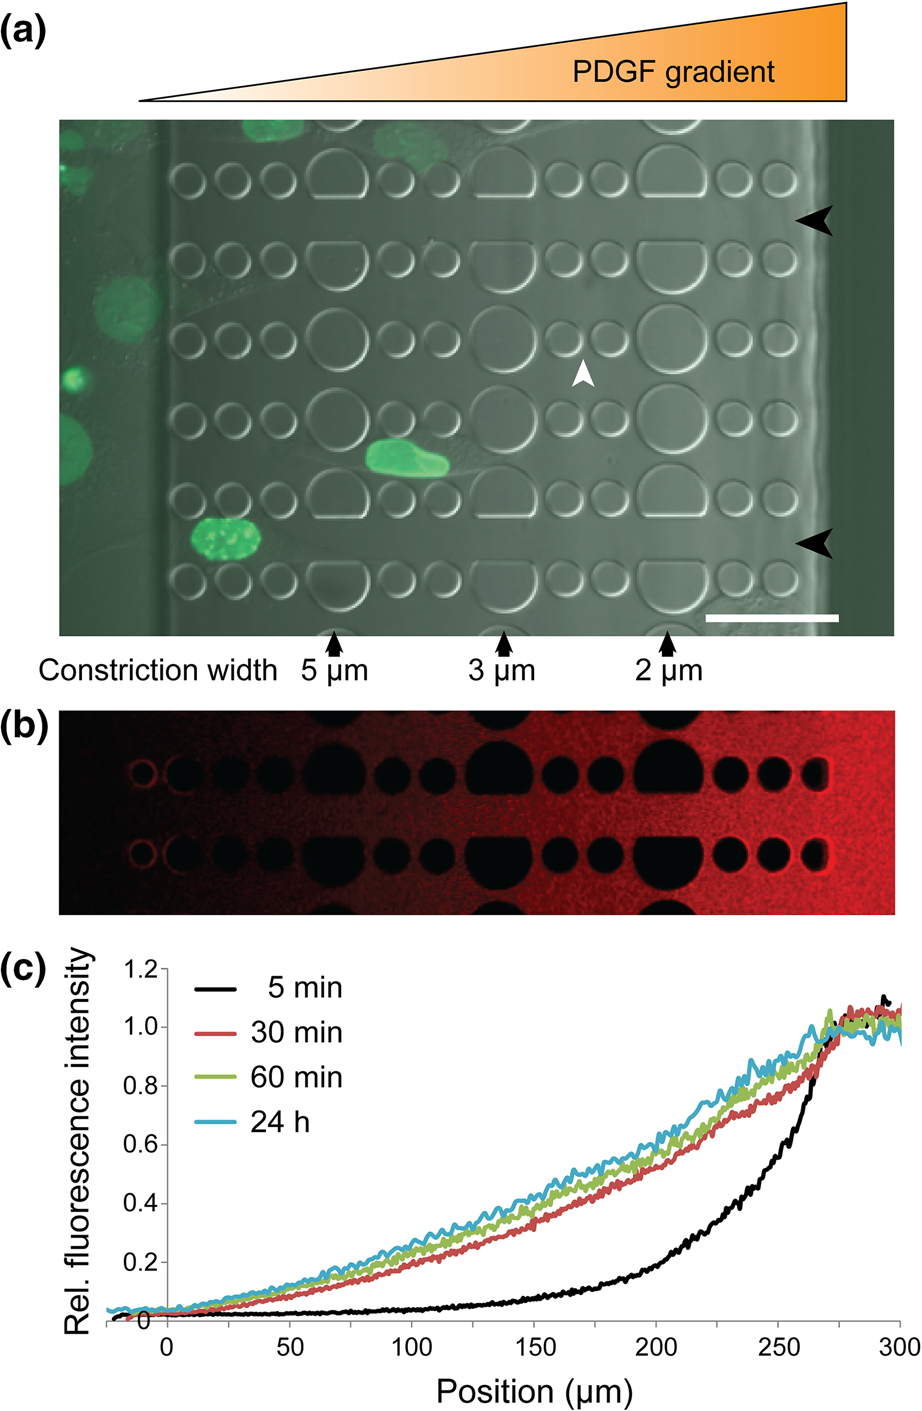 (a)
PDGF gradient
Constriction width 5 µm 3 µm 2 µm
(b)
(c)
Rel. fluorescence intensity
1.2
1.0
0.8
0.6
0.4
0.2
0
5 min
30 min
60 min
24 h
0 50 100 150 200 250 300
Position (µm)